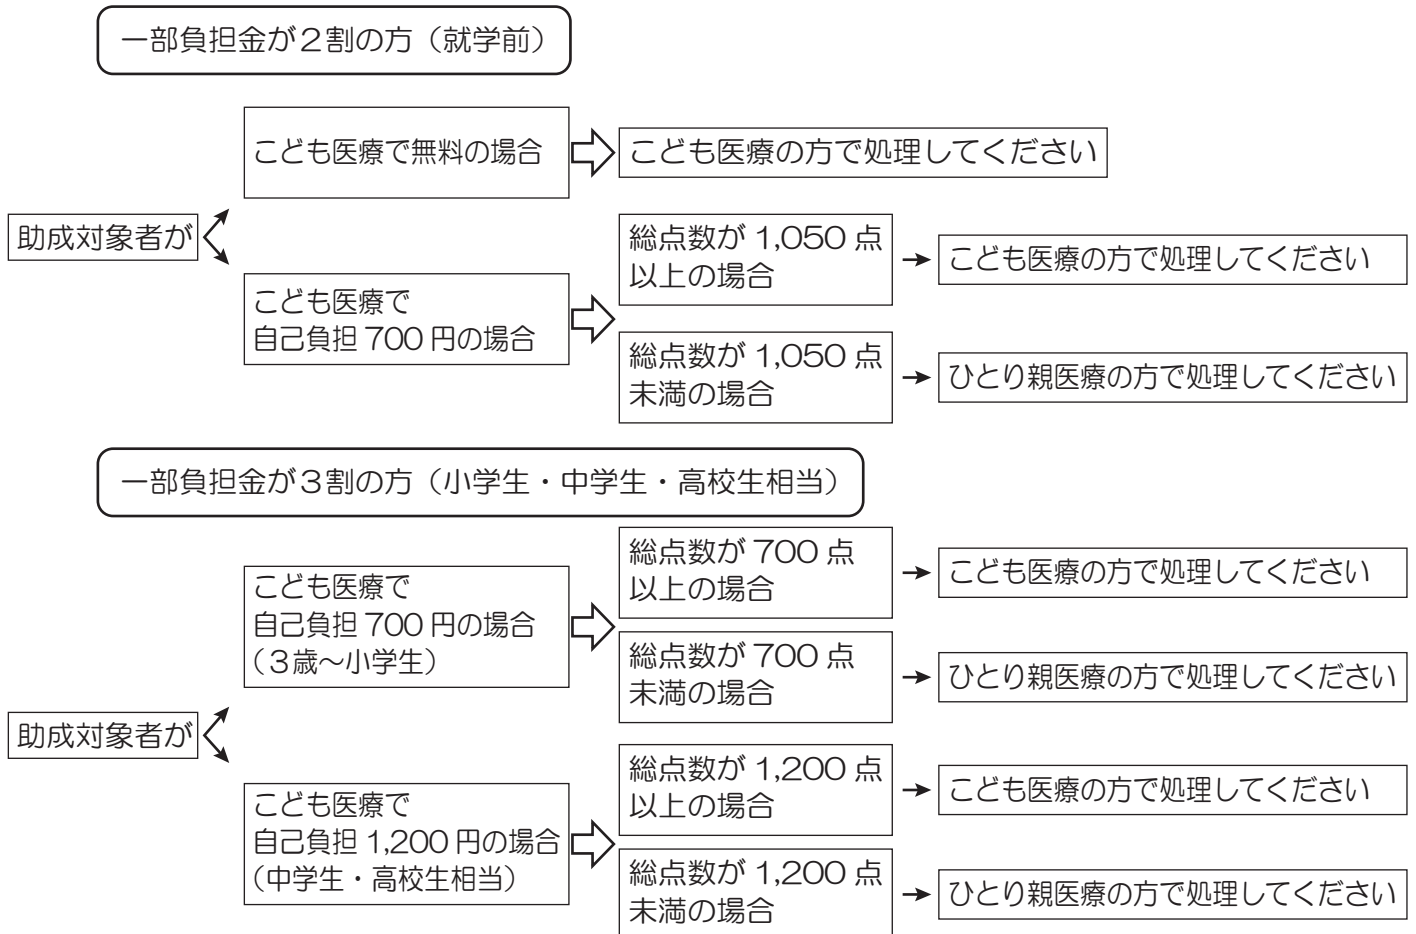 一部負担金が２割の方（就学前）
こども医療で無料の場合
こども医療の方で処理してください
助成対象者が
総点数が 1,050 点
以上の場合
こども医療の方で処理してください
こども医療で
自己負担 700 円の場合
総点数が 1,050 点
未満の場合
ひとり親医療の方で処理してください
一部負担金が３割の方（小学生・中学生・高校生相当）
総点数が 700 点
以上の場合
こども医療の方で処理してください
こども医療で
自己負担 700 円の場合
（３歳～小学生）
総点数が 700 点
未満の場合
ひとり親医療の方で処理してください
助成対象者が
総点数が 1,200 点
以上の場合
こども医療の方で処理してください
こども医療で
自己負担 1,200 円の場合
（中学生・高校生相当）
総点数が 1,200 点
未満の場合
ひとり親医療の方で処理してください